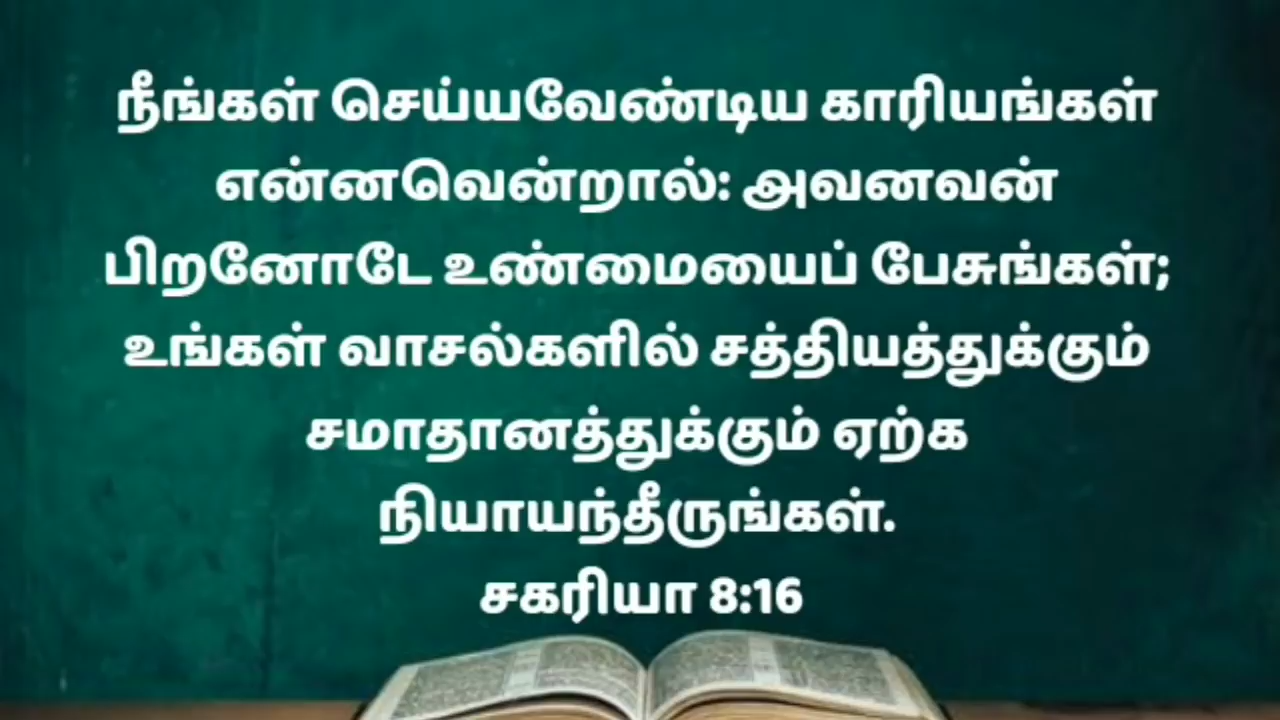 நீங்கள் செய்யவேண்டிய காரியங்கள்
என்னவென்றால்: அவனவன்
பிறனோடே உண்மையைப் பேசுங்கள்;
உங்கள் வாசல்களில் சத்தியத்துக்கும்
சமாதானத்துக்கும் ஏற்க
நியாயந்தீருங்கள்.
சகரியா 8:16